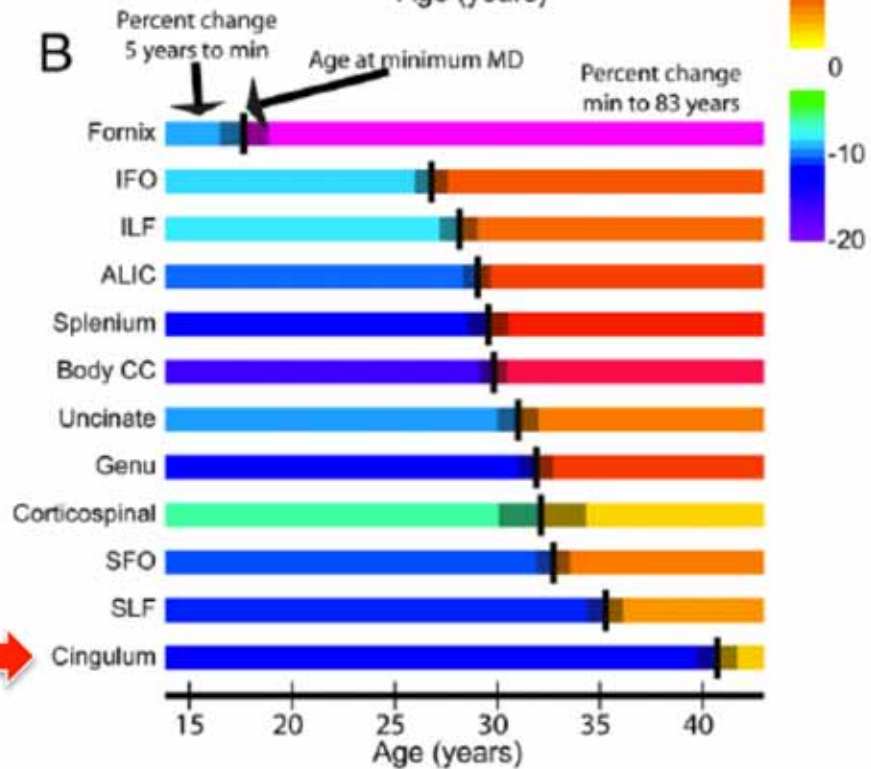 Age (years)
B
Percent change
5 years to min
Age at minimum MD
Percent change
min to 83 years
0
-10
-20
Fornix
IFO
ILF
ALIC
Splenium
Body CC
Uncinate
Genu
Corticospinal
SFO
SLF
Cingulum
15 20 25 30 35 40
Age (years)